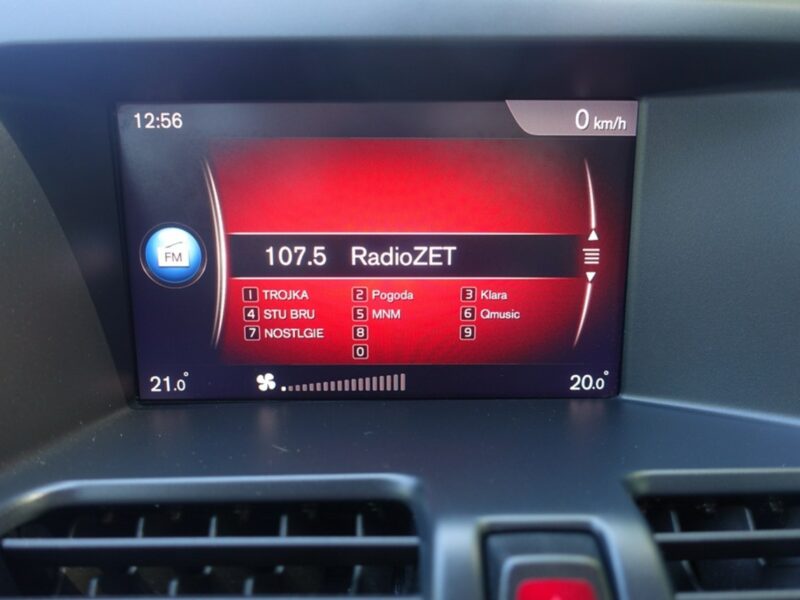 12:56
0 km/h
FM
107.5 RadioZET
1 TROJKA 2 Pogoda 3 Klara
4 STU BRU 5 MNM 6 Qmusic
7 NOSTLGIE 8 9
0
21.0° 20.0°